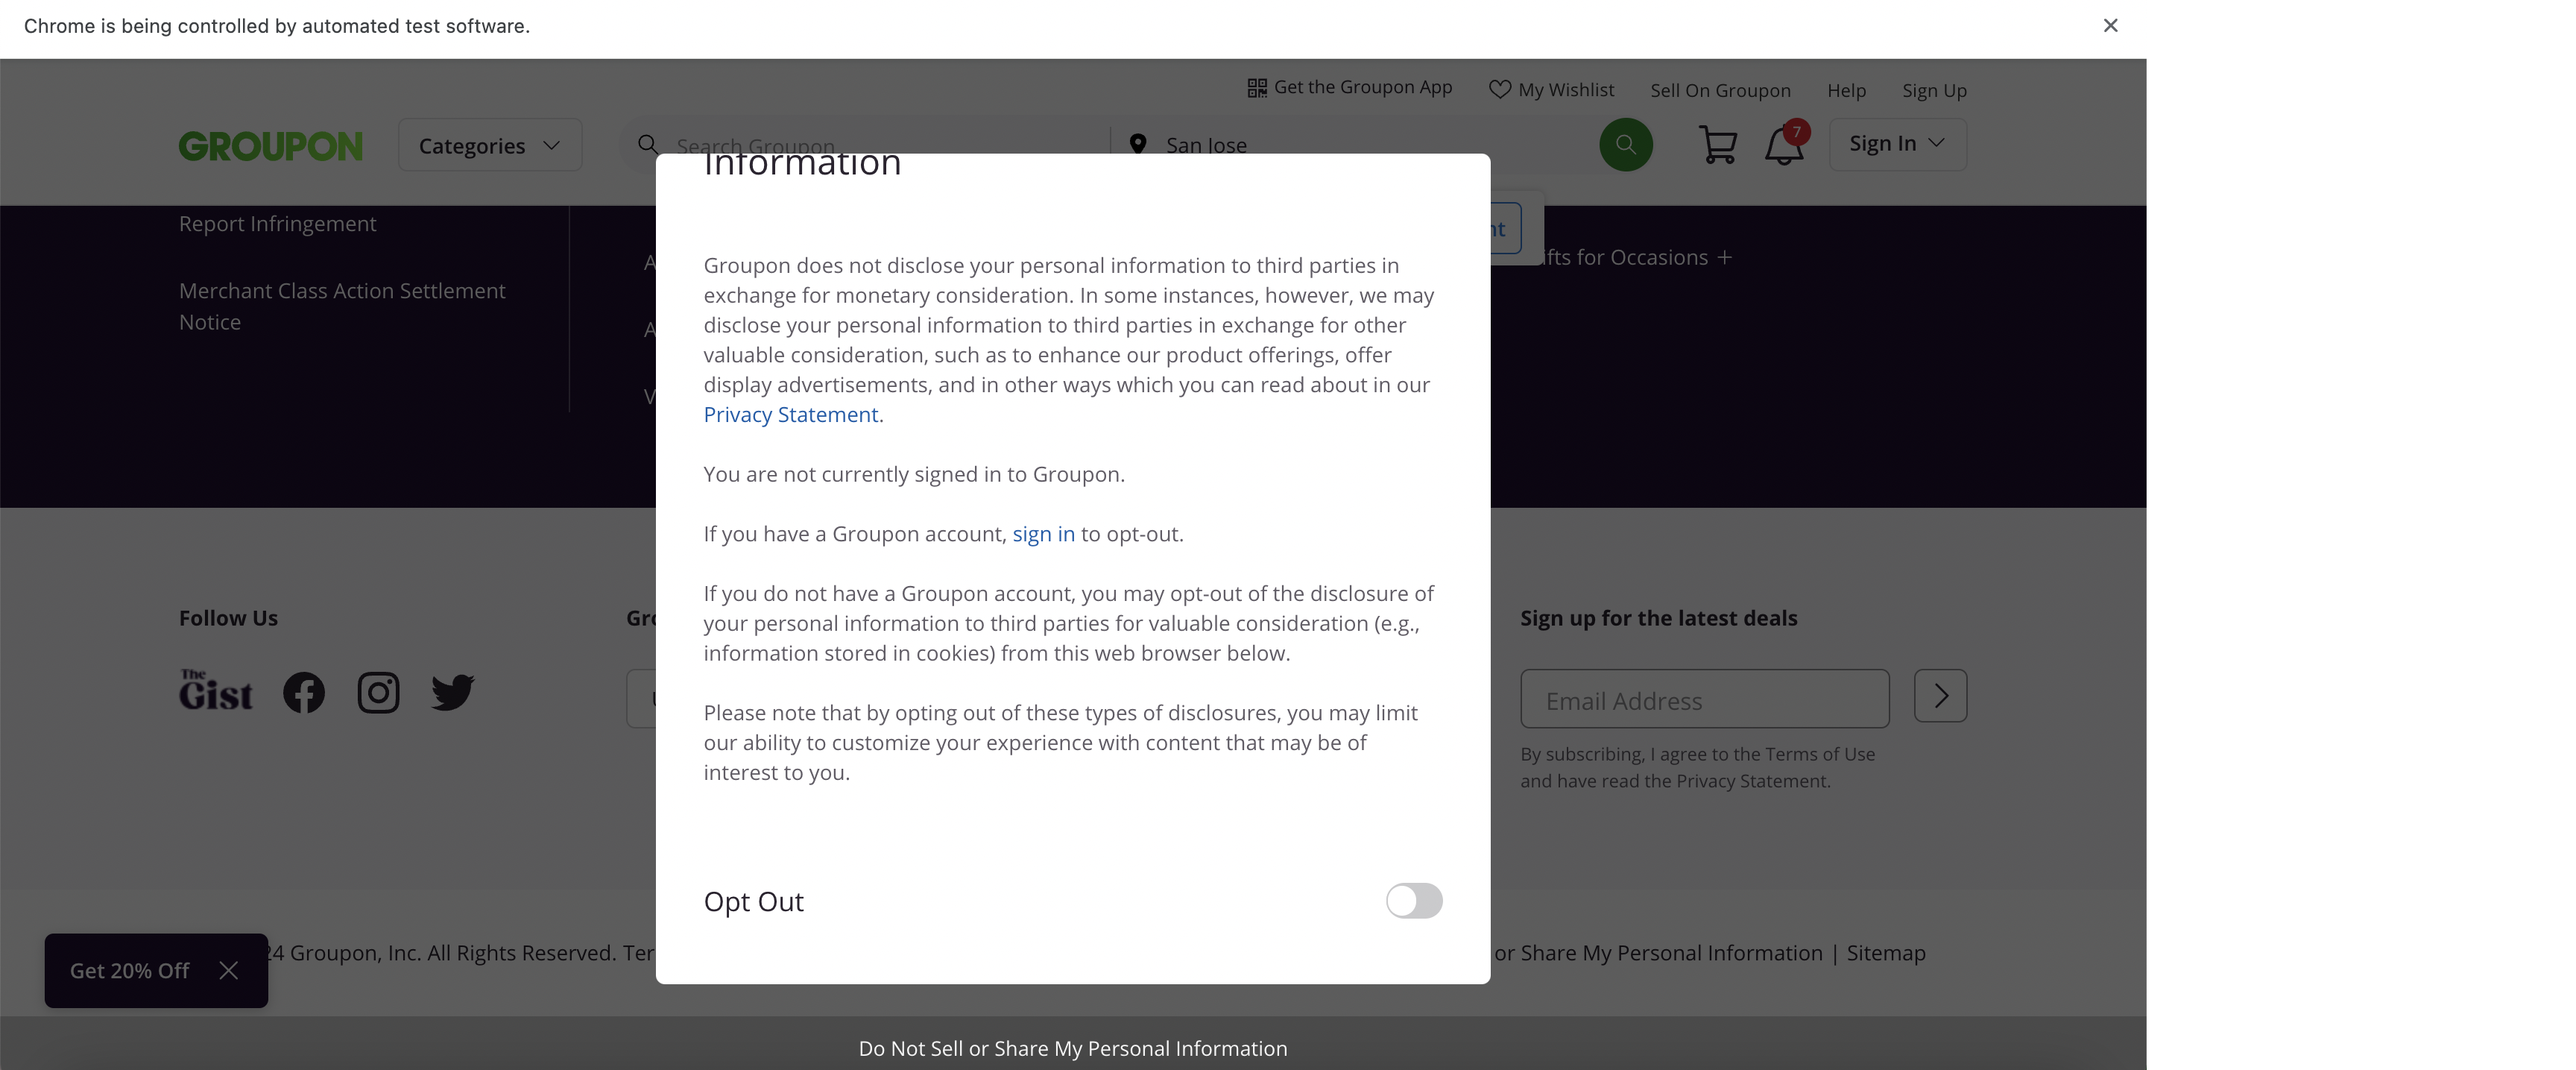 Chrome is being controlled by automated test software.
Get the Groupon App
My Wishlist
Sell On Groupon
Help
Sign Up
GROUPON
Categories
Search Groupon
San Jose
7
Sign In
Information
Report Infringement
Merchant Class Action Settlement
Notice
A
A
V
nt
ifts for Occasions +
Groupon does not disclose your personal information to third parties in
exchange for monetary consideration. In some instances, however, we may
disclose your personal information to third parties in exchange for other
valuable consideration, such as to enhance our product offerings, offer
display advertisements, and in other ways which you can read about in our
Privacy Statement.
You are not currently signed in to Groupon.
If you have a Groupon account, sign in to opt-out.
If you do not have a Groupon account, you may opt-out of the disclosure of
your personal information to third parties for valuable consideration (e.g.,
information stored in cookies) from this web browser below.
Please note that by opting out of these types of disclosures, you may limit
our ability to customize your experience with content that may be of
interest to you.
Opt Out
Follow Us
The
Gist
Gro
Sign up for the latest deals
Email Address
By subscribing, I agree to the Terms of Use
and have read the Privacy Statement.
Get 20% Off
24 Groupon, Inc. All Rights Reserved. Ter
or Share My Personal Information | Sitemap
Do Not Sell or Share My Personal Information